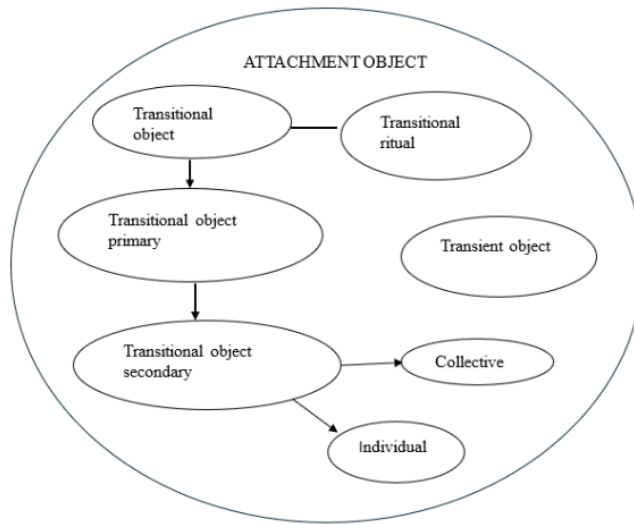 ATTACHMENT OBJECT
Transitional
object
Transitional
ritual
Transitional object
primary
Transient object
Transitional object
secondary
Collective
Individual